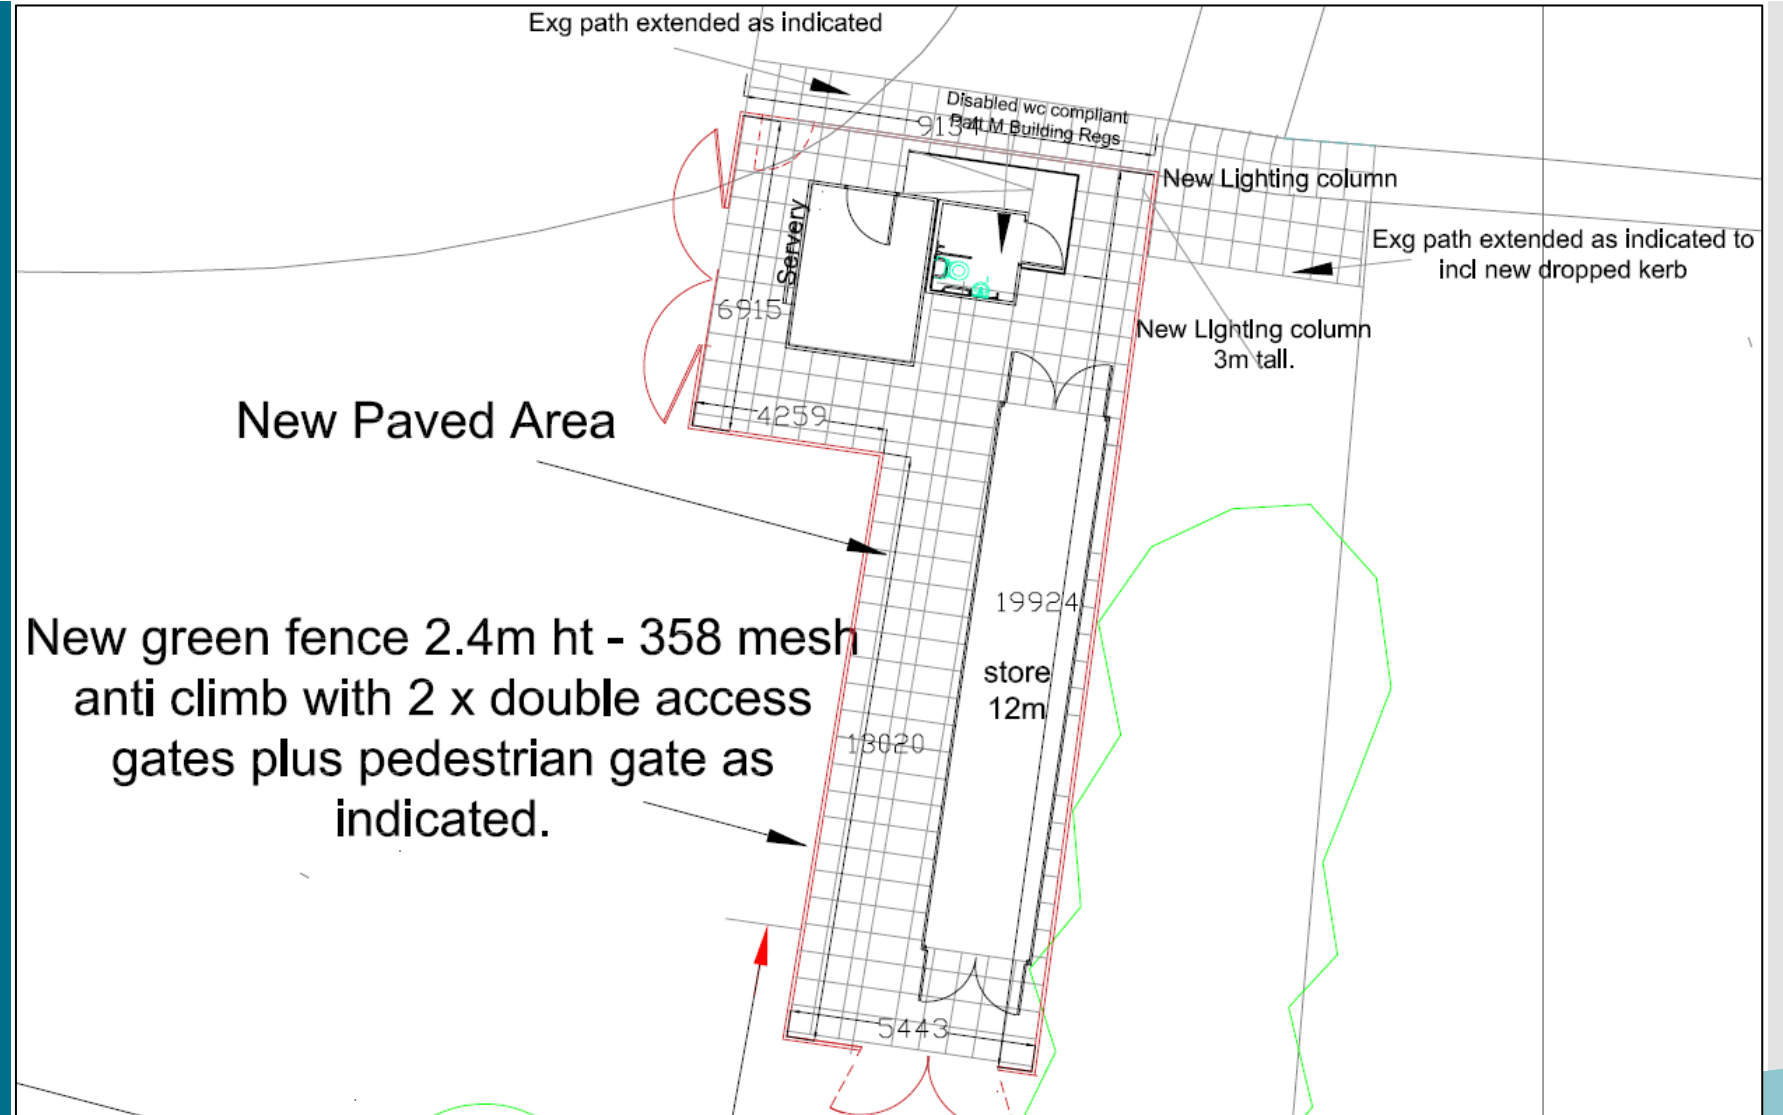 Exg path extended as indicated
Disabled wc compliant
Part M Building Regs
9154
New Lighting column
Servery
Exg path extended as indicated to
incl new dropped kerb
6915
New Lighting column
3m tall.
4259
New Paved Area
19924
New green fence 2.4m ht - 358 mesh
anti climb with 2 x double access
gates plus pedestrian gate as
indicated.
store
12m
13020
5443